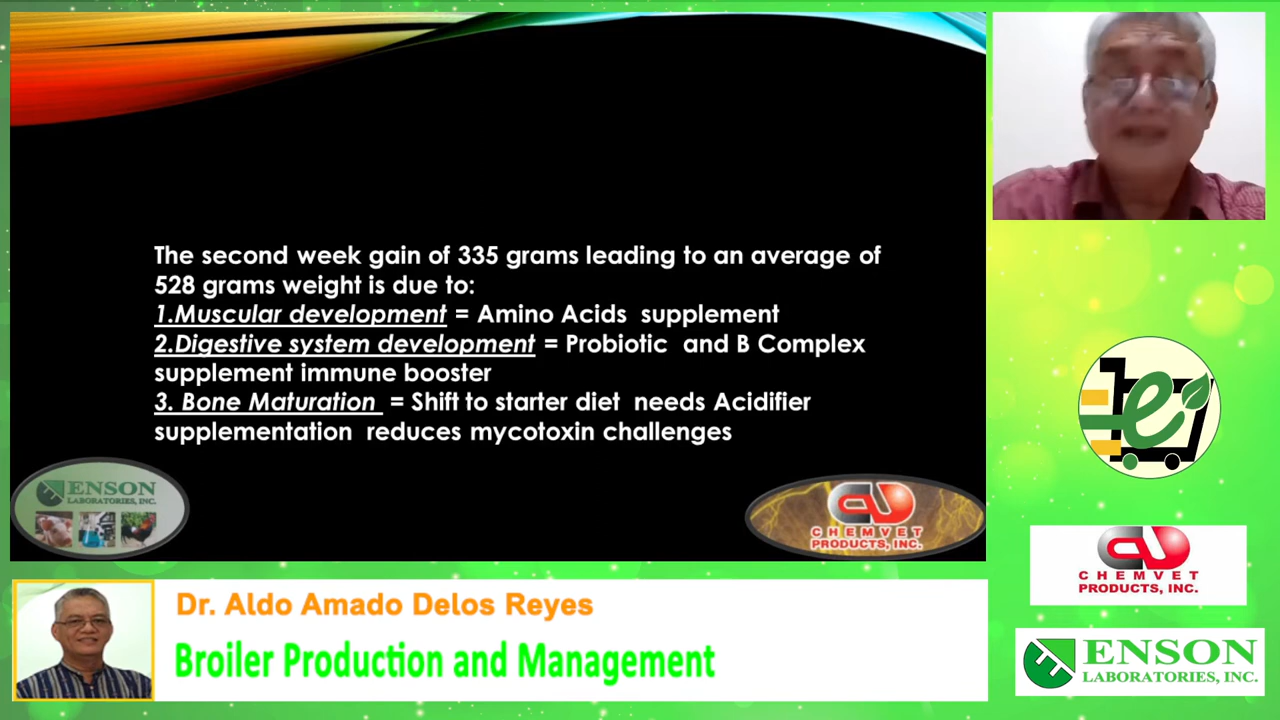 The second week gain of 335 grams leading to an average of
528 grams weight is due to:
1.Muscular development = Amino Acids supplement
2.Digestive system development = Probiotic and B Complex
supplement immune booster
3. Bone Maturation = Shift to starter diet needs Acidifier
supplementation reduces mycotoxin challenges
ENSON
LABORATORIES, INC.
CHEMVET
PRODUCTS, INC.
e
CHEMVET
PRODUCTS, INC.
ENSON
LABORATORIES, INC.
Dr. Aldo Amado Delos Reyes
Broiler Production and Management